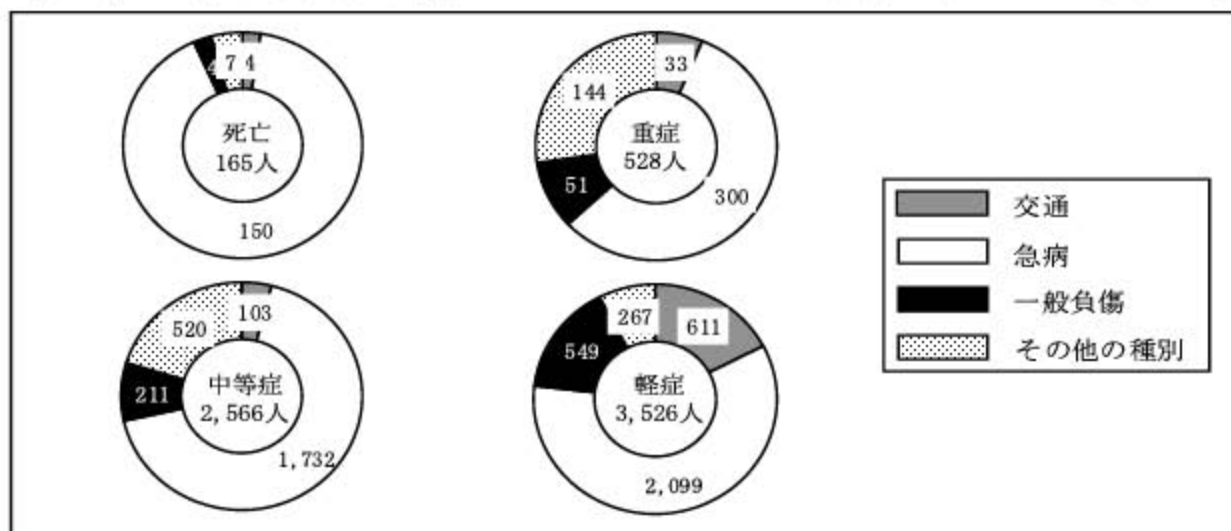 4
7
4
死亡
165人
150
33
144
重症
528人
51
300
交通
急病
一般負傷
その他の種別
103
520
中等症
2,566人
211
1,732
267
611
549
軽症
3,526人
2,099